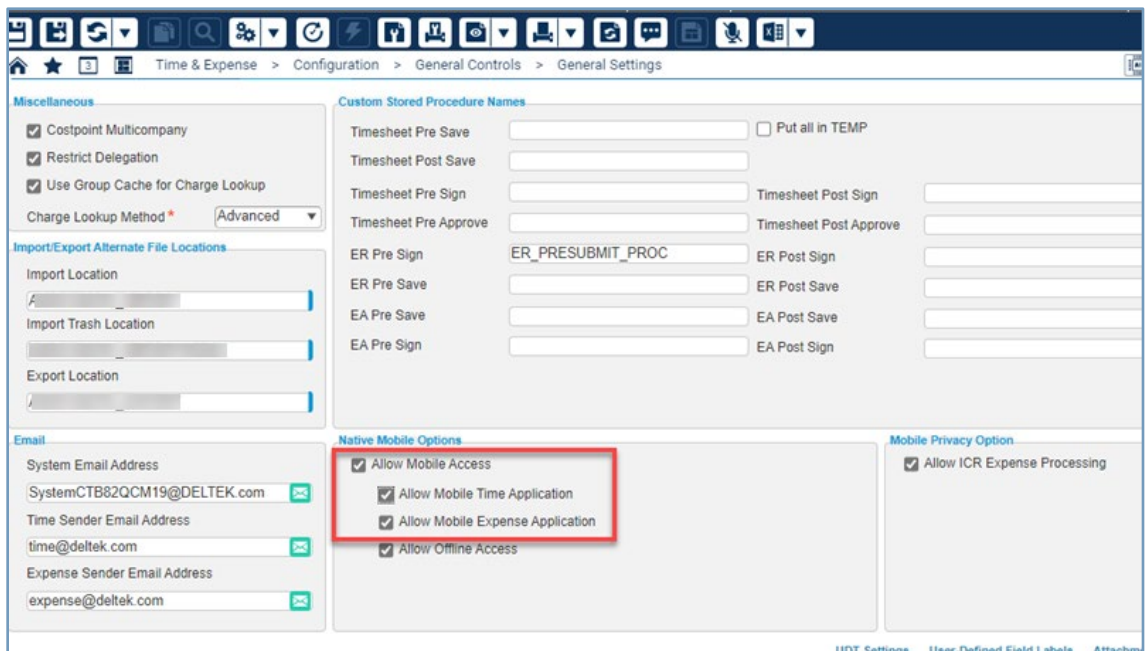 Time & Expense > Configuration > General Controls > General Settings
Miscellaneous
Costpoint Multicompany
Restrict Delegation
Use Group Cache for Charge Lookup
Charge Lookup Method * Advanced
Import/Export Alternate File Locations
Import Location
Import Trash Location
Export Location
Custom Stored Procedure Names
Timesheet Pre Save
Put all in TEMP
Timesheet Post Save
Timesheet Pre Sign
Timesheet Post Sign
Timesheet Pre Approve
Timesheet Post Approve
ER Pre Sign ER_PRESUBMIT_PROC
ER Post Sign
ER Pre Save
ER Post Save
EA Pre Save
EA Post Save
EA Pre Sign
EA Post Sign
Email
System Email Address
SystemCTB82QCM19@DELTEK.com
Time Sender Email Address
time@deltek.com
Expense Sender Email Address
expense@deltek.com
Native Mobile Options
Allow Mobile Access
Allow Mobile Time Application
Allow Mobile Expense Application
Allow Offline Access
Mobile Privacy Option
Allow ICR Expense Processing
UDT Settings User Defined Field Labels